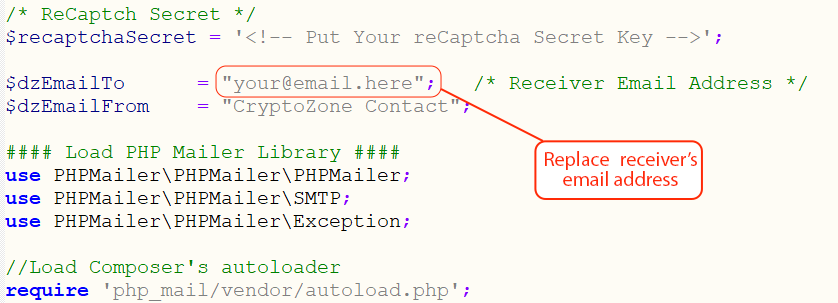 /* ReCaptch Secret */
$recaptchaSecret = '<!-- Put Your reCaptcha Secret Key -->';
$dzEmailTo      = "your@email.here";   /* Receiver Email Address */
$dzEmailFrom    = "CryptoZone Contact";
Replace receiver's
email address
#### Load PHP Mailer Library ####
use PHPMailer\PHPMailer\PHPMailer;
use PHPMailer\PHPMailer\SMTP;
use PHPMailer\PHPMailer\Exception;
//Load Composer's autoloader
require 'php_mail/vendor/autoload.php';